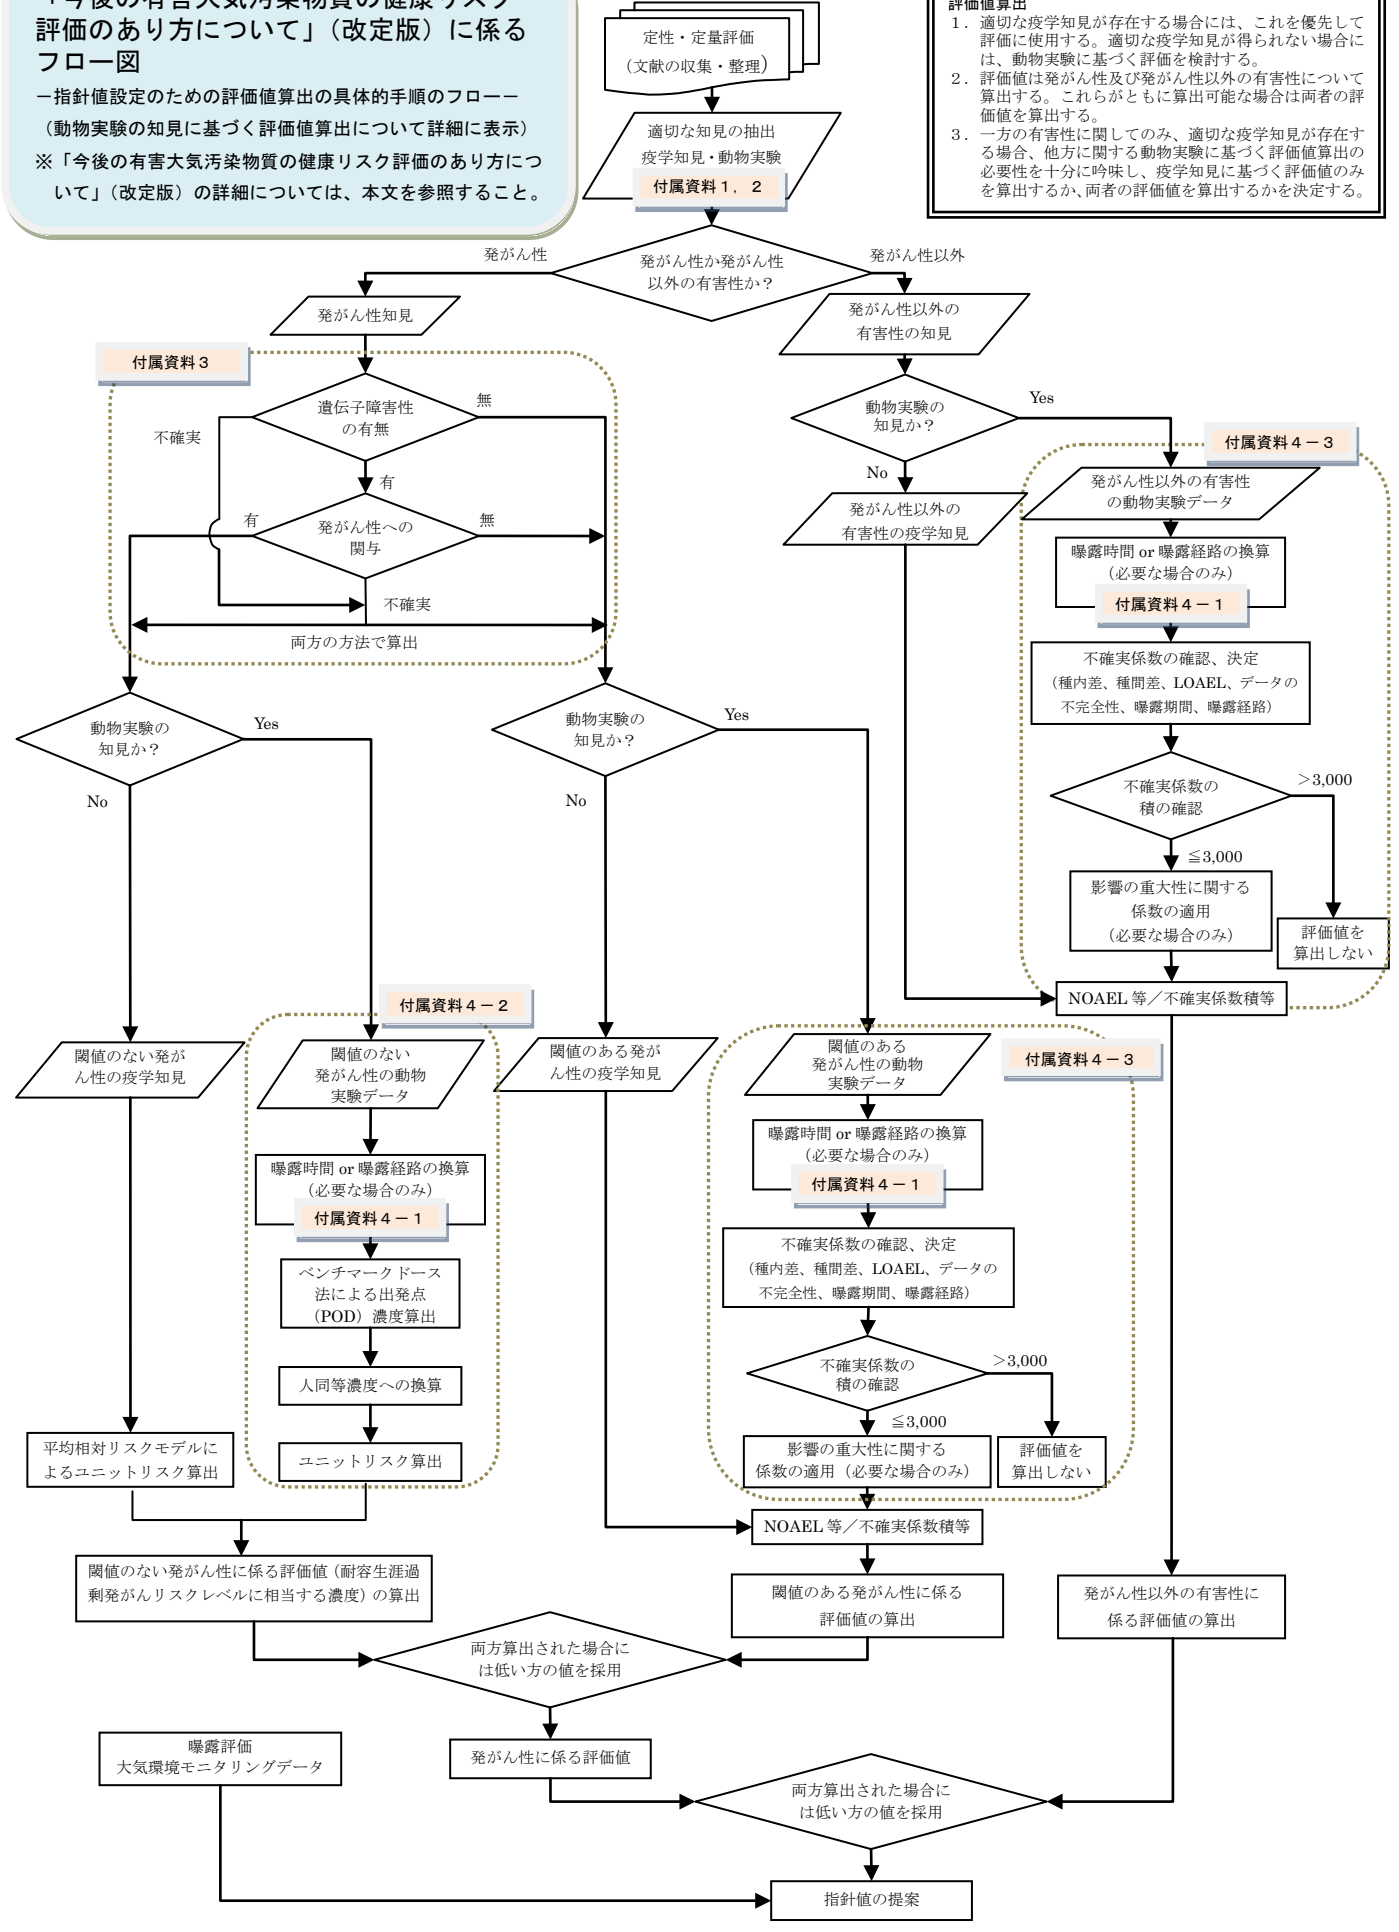 「今後の有害大気汚染物質の健康リスク
評価のあり方について」（改定版）に係る
フロー図
－指針値設定のための評価値算出の具体的手順のフロー－
（動物実験の知見に基づく評価値算出について詳細に表示）
※「今後の有害大気汚染物質の健康リスク評価のあり方につ
いて」（改定版）の詳細については、本文を参照すること。
定性・定量評価
（文献の収集・整理）
評価値算出
１．適切な疫学知見が存在する場合には、これを優先して
評価に使用する。適切な疫学知見が得られない場合に
は、動物実験に基づく評価を検討する。
２．評価値は発がん性及び発がん性以外の有害性について
算出する。これらがともに算出可能な場合は両者の評
価値を算出する。
３．一方の有害性に関してのみ、適切な疫学知見が存在す
る場合、他方に関する動物実験に基づく評価値算出の
必要性を十分に吟味し、疫学知見に基づく評価値のみ
を算出するか、両者の評価値を算出するかを決定する。
適切な知見の抽出
疫学知見・動物実験
付属資料１，２
発がん性
発がん性か発がん性
以外の有害性か？
発がん性以外
発がん性知見
発がん性以外の
有害性の知見
付属資料３
遺伝子障害性
の有無
無
不確実
有
動物実験の
知見か？
Yes
No
付属資料４－３
有
発がん性への
関与
無
不確実
両方の方法で算出
発がん性以外の
有害性の疫学知見
発がん性以外の有害性
の動物実験データ
曝露時間 or 曝露経路の換算
（必要な場合のみ）
付属資料４－１
不確実係数の確認、決定
（種内差、種間差、LOAEL、データの
不完全性、曝露期間、曝露経路）
不確実係数の
積の確認
＞3,000
≦3,000
影響の重大性に関する
係数の適用
（必要な場合のみ）
評価値を
算出しない
NOAEL 等／不確実係数積等
動物実験の
知見か？
Yes
No
動物実験の
知見か？
Yes
No
付属資料４－２
閾値のない発が
ん性の疫学知見
閾値のない
発がん性の動物
実験データ
閾値のある発が
ん性の疫学知見
閾値のある
発がん性の動物
実験データ
付属資料４－３
曝露時間 or 曝露経路の換算
（必要な場合のみ）
付属資料４－１
曝露時間 or 曝露経路の換算
（必要な場合のみ）
付属資料４－１
ベンチマークドース
法による出発点
（POD）濃度算出
不確実係数の確認、決定
（種内差、種間差、LOAEL、データの
不完全性、曝露期間、曝露経路）
人同等濃度への換算
不確実係数の
積の確認
＞3,000
≦3,000
平均相対リスクモデルに
よるユニットリスク算出
ユニットリスク算出
影響の重大性に関する
係数の適用（必要な場合のみ）
評価値を
算出しない
NOAEL 等／不確実係数積等
閾値のない発がん性に係る評価値（耐容生涯過
剰発がんリスクレベルに相当する濃度）の算出
閾値のある発がん性に係る
評価値の算出
発がん性以外の有害性に
係る評価値の算出
両方算出された場合に
は低い方の値を採用
曝露評価
大気環境モニタリングデータ
発がん性に係る評価値
両方算出された場合に
は低い方の値を採用
指針値の提案